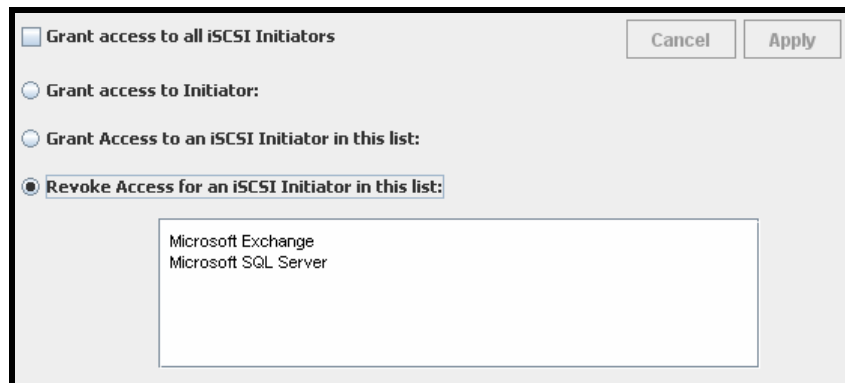 Grant access to all iSCSI Initiators
Cancel
Apply
Grant access to Initiator:
Grant Access to an iSCSI Initiator in this list:
Revoke Access for an iSCSI Initiator in this list:
Microsoft Exchange
Microsoft SQL Server